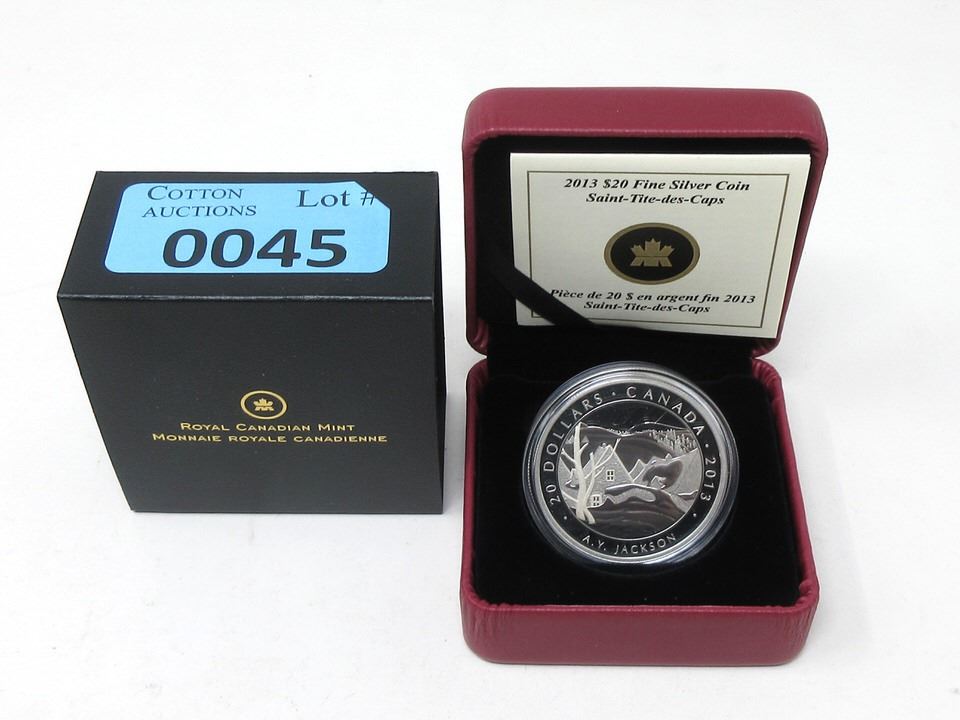 COTTON
AUCTIONS
Lot #
0045
ROYAL CANADIAN MINT
MONNAIE ROYALE CANADIENNE
2013 $20 Fine Silver Coin
Saint-Tite-des-Caps
Pièce de 20 $ en argent fin 2013
Saint-Tite-des-Caps
20 DOLLARS · CANADA · 2013 ·
A.Y. JACKSON